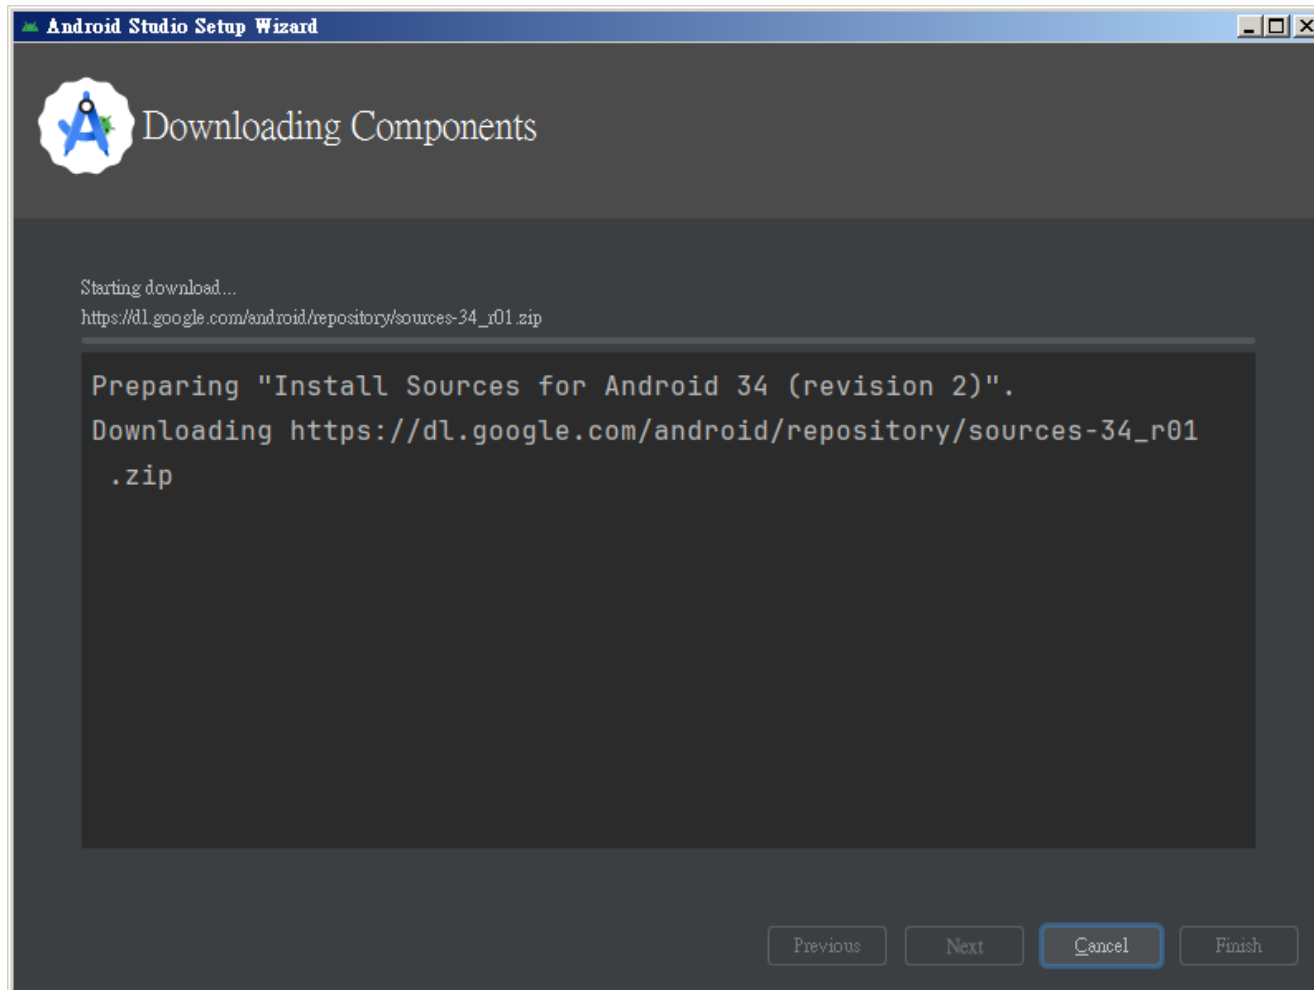 Android Studio Setup Wizard
Downloading Components
Starting download...
https://dl.google.com/android/repository/sources-34_r01.zip
Preparing "Install Sources for Android 34 (revision 2)".
Downloading https://dl.google.com/android/repository/sources-34_r01
.zip
Previous Next Cancel Finish